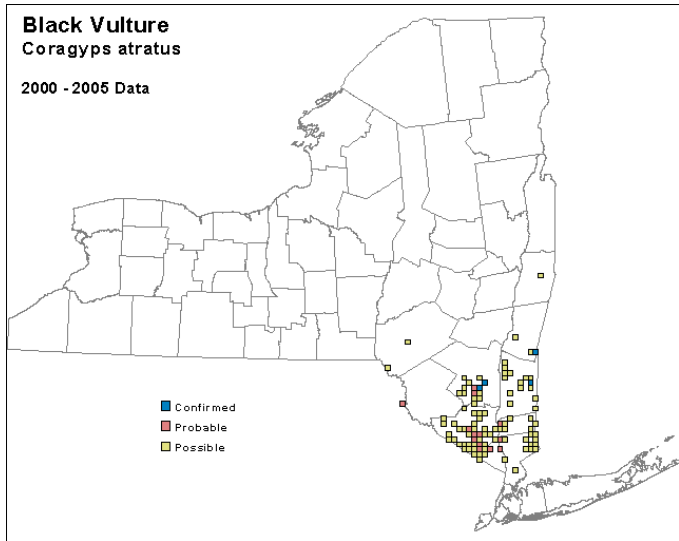 Black Vulture
Coragyps atratus
2000 - 2005 Data
Confirmed
Probable
Possible